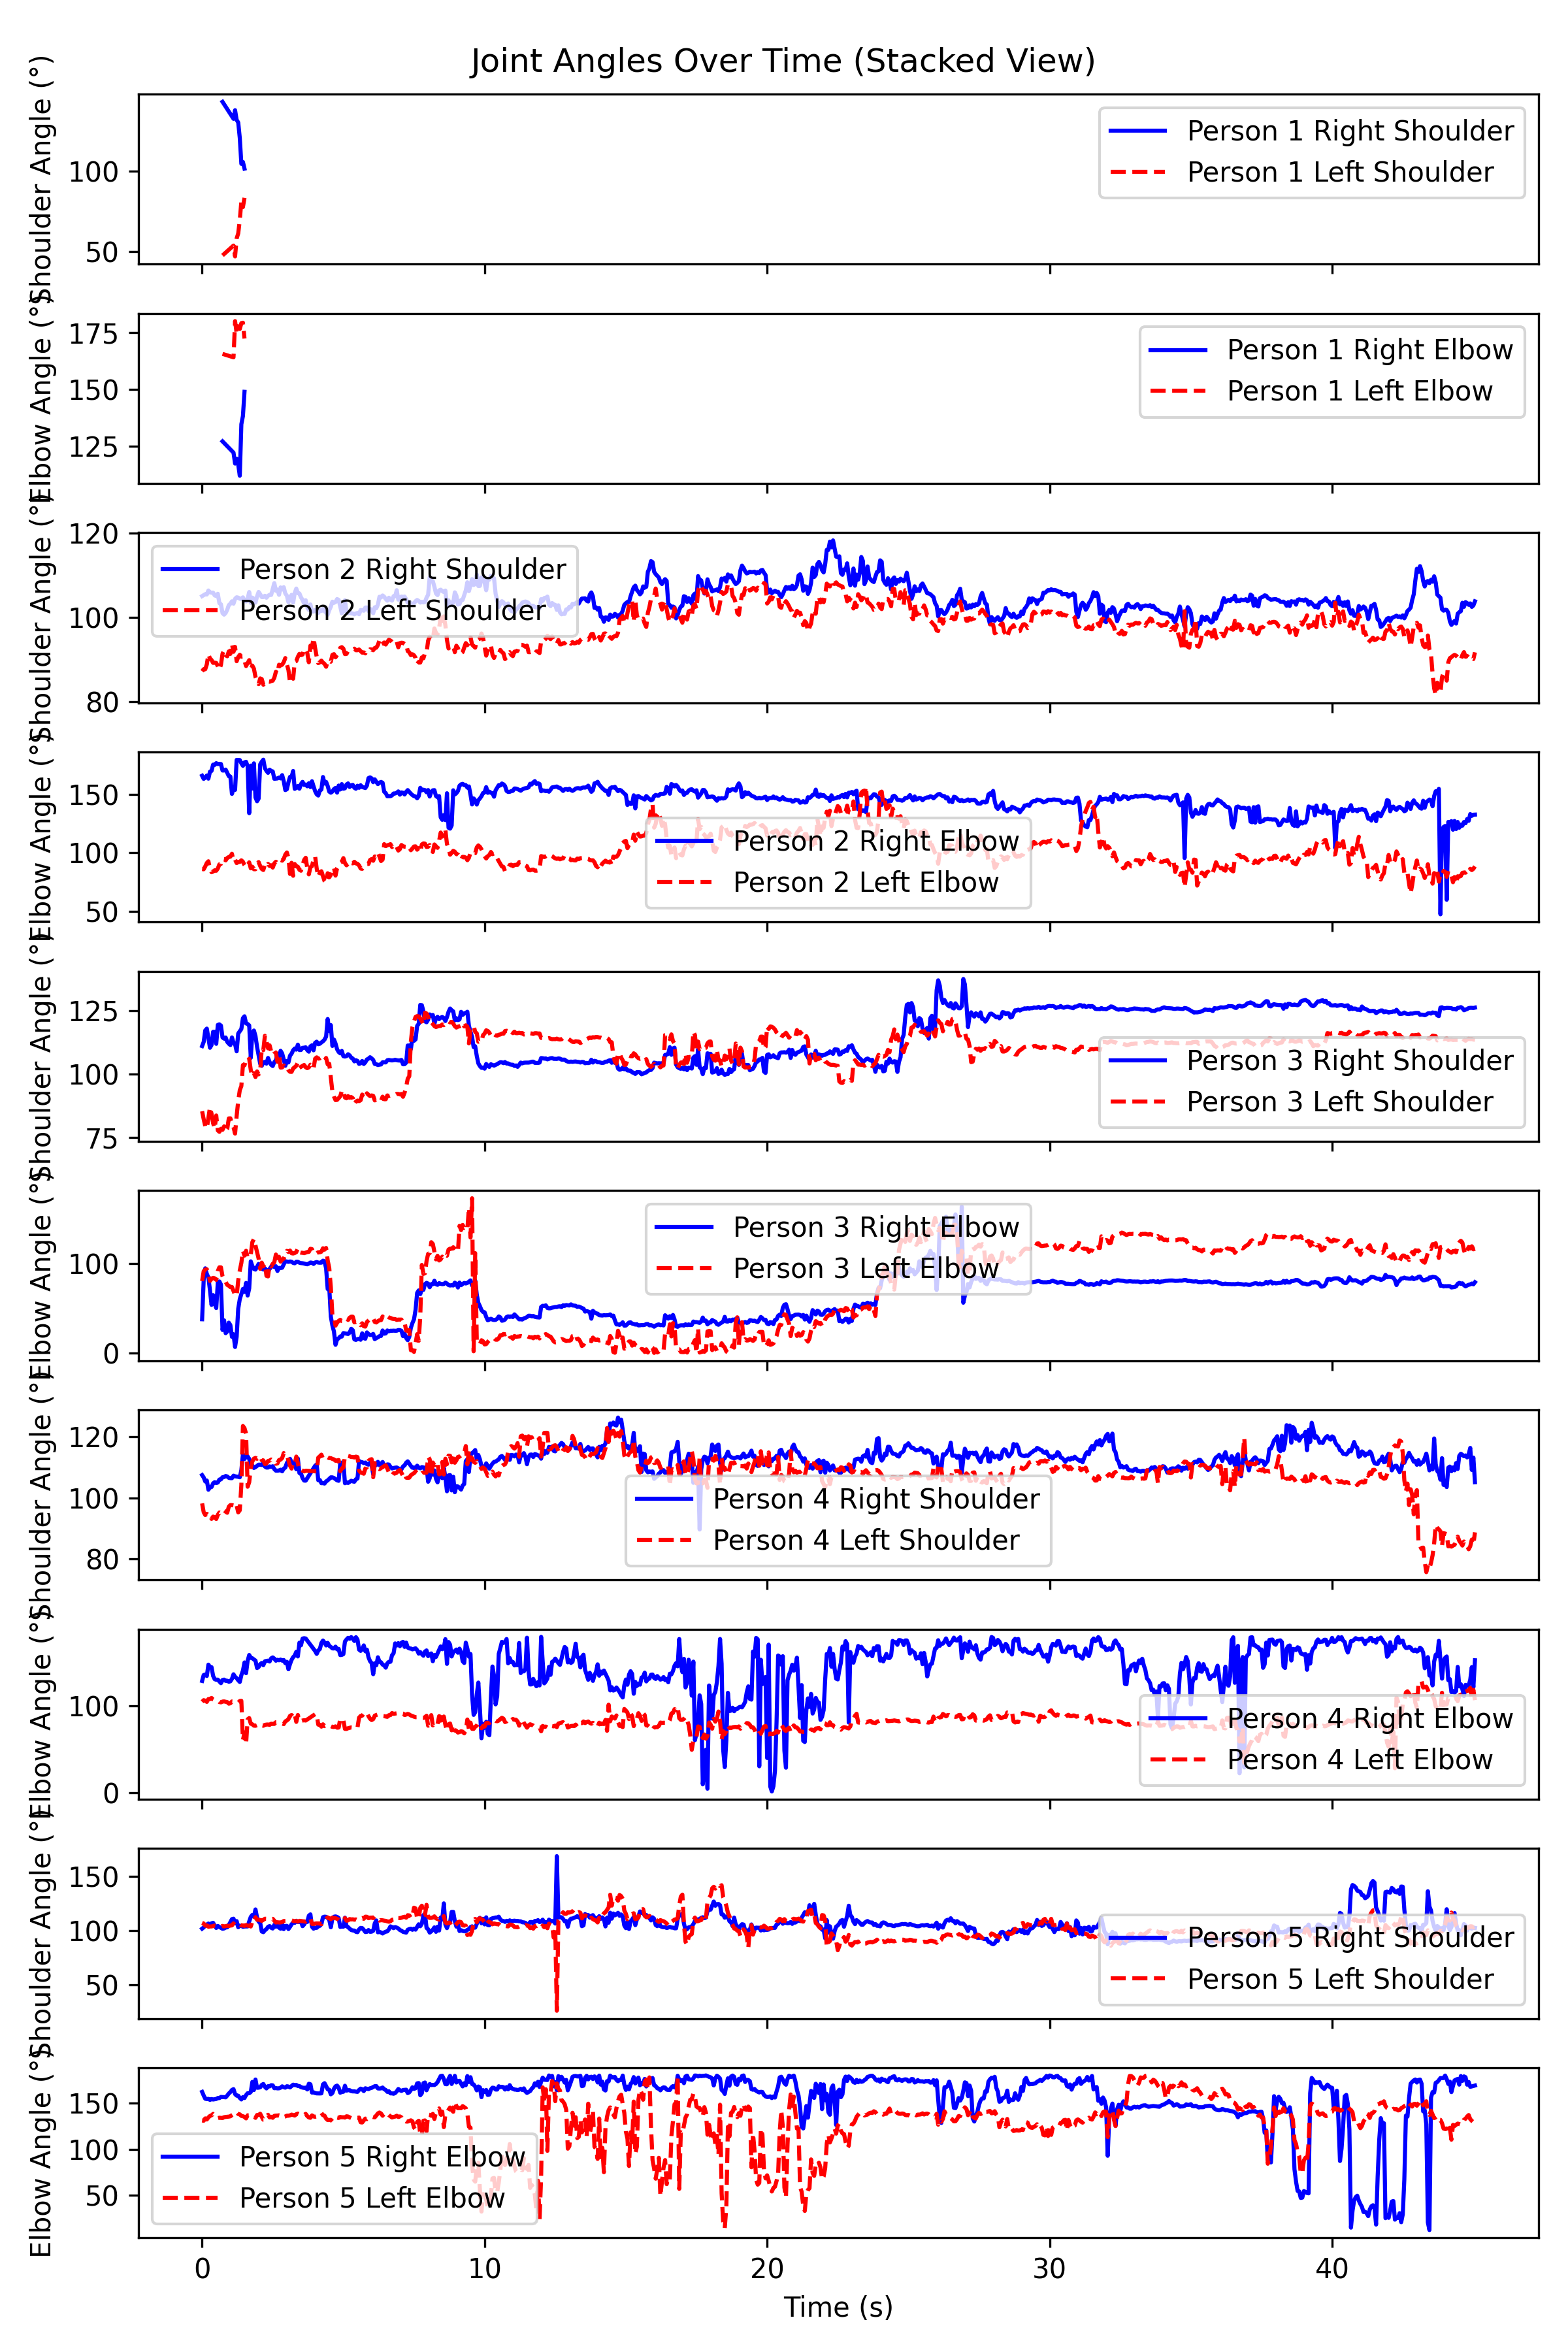 Joint Angles Over Time (Stacked View)
Shoulder Angle (°)
100
50
Person 1 Right Shoulder
Person 1 Left Shoulder
Elbow Angle (°)
175
150
125
Person 1 Right Elbow
Person 1 Left Elbow
Shoulder Angle (°)
120
100
80
Person 2 Right Shoulder
Person 2 Left Shoulder
Elbow Angle (°)
150
100
50
Person 2 Right Elbow
Person 2 Left Elbow
Shoulder Angle (°)
125
100
75
Person 3 Right Shoulder
Person 3 Left Shoulder
Elbow Angle (°)
100
0
Person 3 Right Elbow
Person 3 Left Elbow
Shoulder Angle (°)
120
100
80
Person 4 Right Shoulder
Person 4 Left Shoulder
Elbow Angle (°)
100
0
Person 4 Right Elbow
Person 4 Left Elbow
Shoulder Angle (°)
150
100
50
Person 5 Right Shoulder
Person 5 Left Shoulder
Elbow Angle (°)
150
100
50
Person 5 Right Elbow
Person 5 Left Elbow
0 10 20 30 40
Time (s)